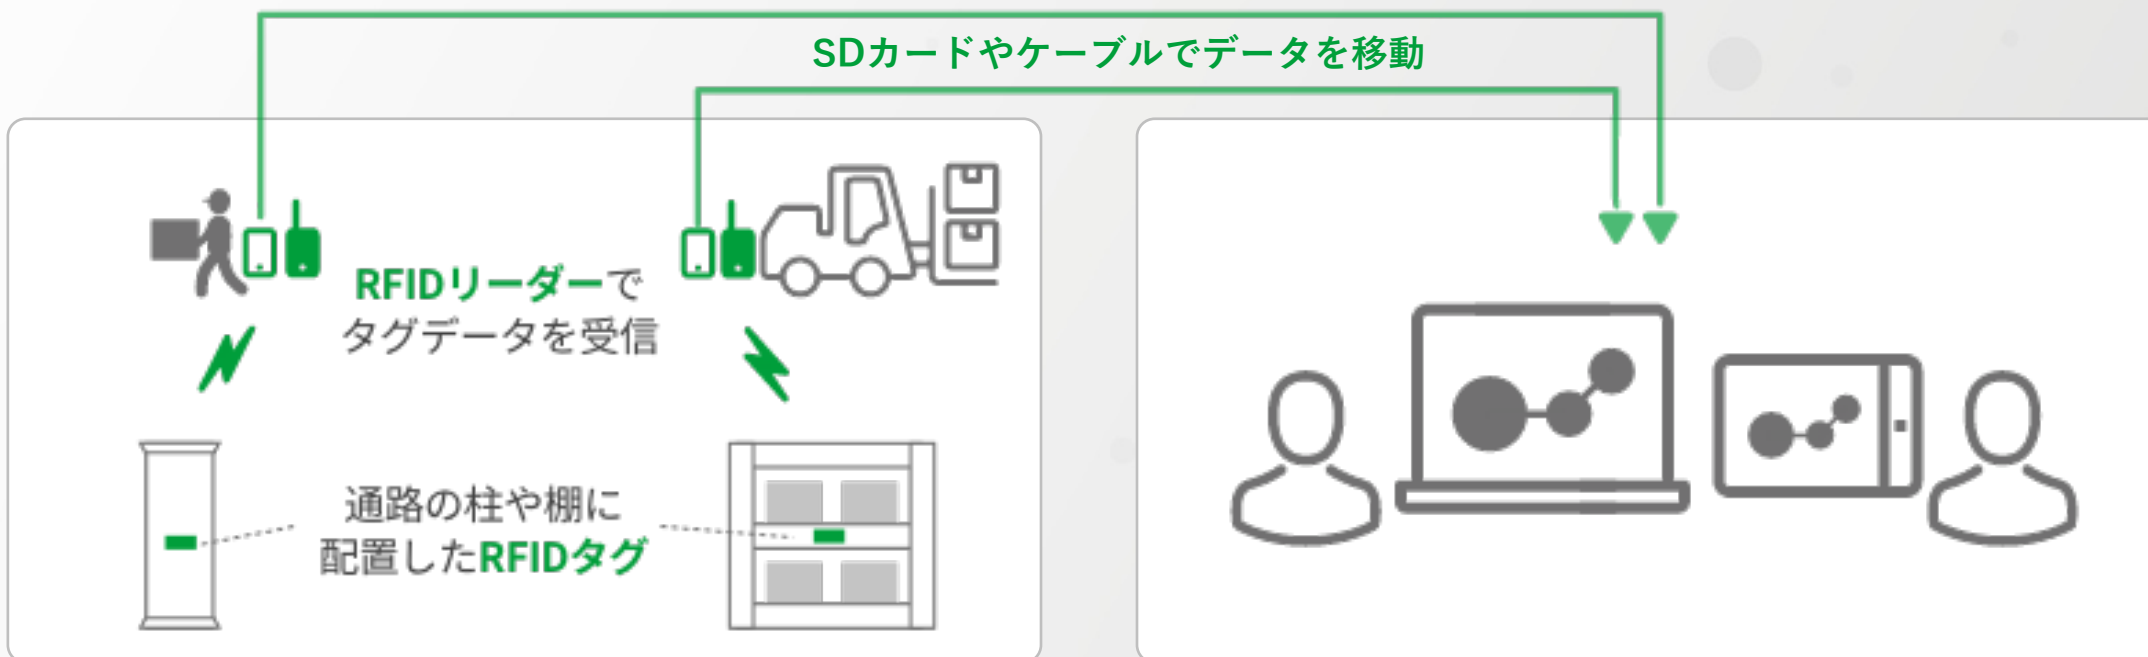 SDカードやケーブルでデータを移動
RFIDリーダーで
タグデータを受信
通路の柱や棚に
配置したRFIDタグ